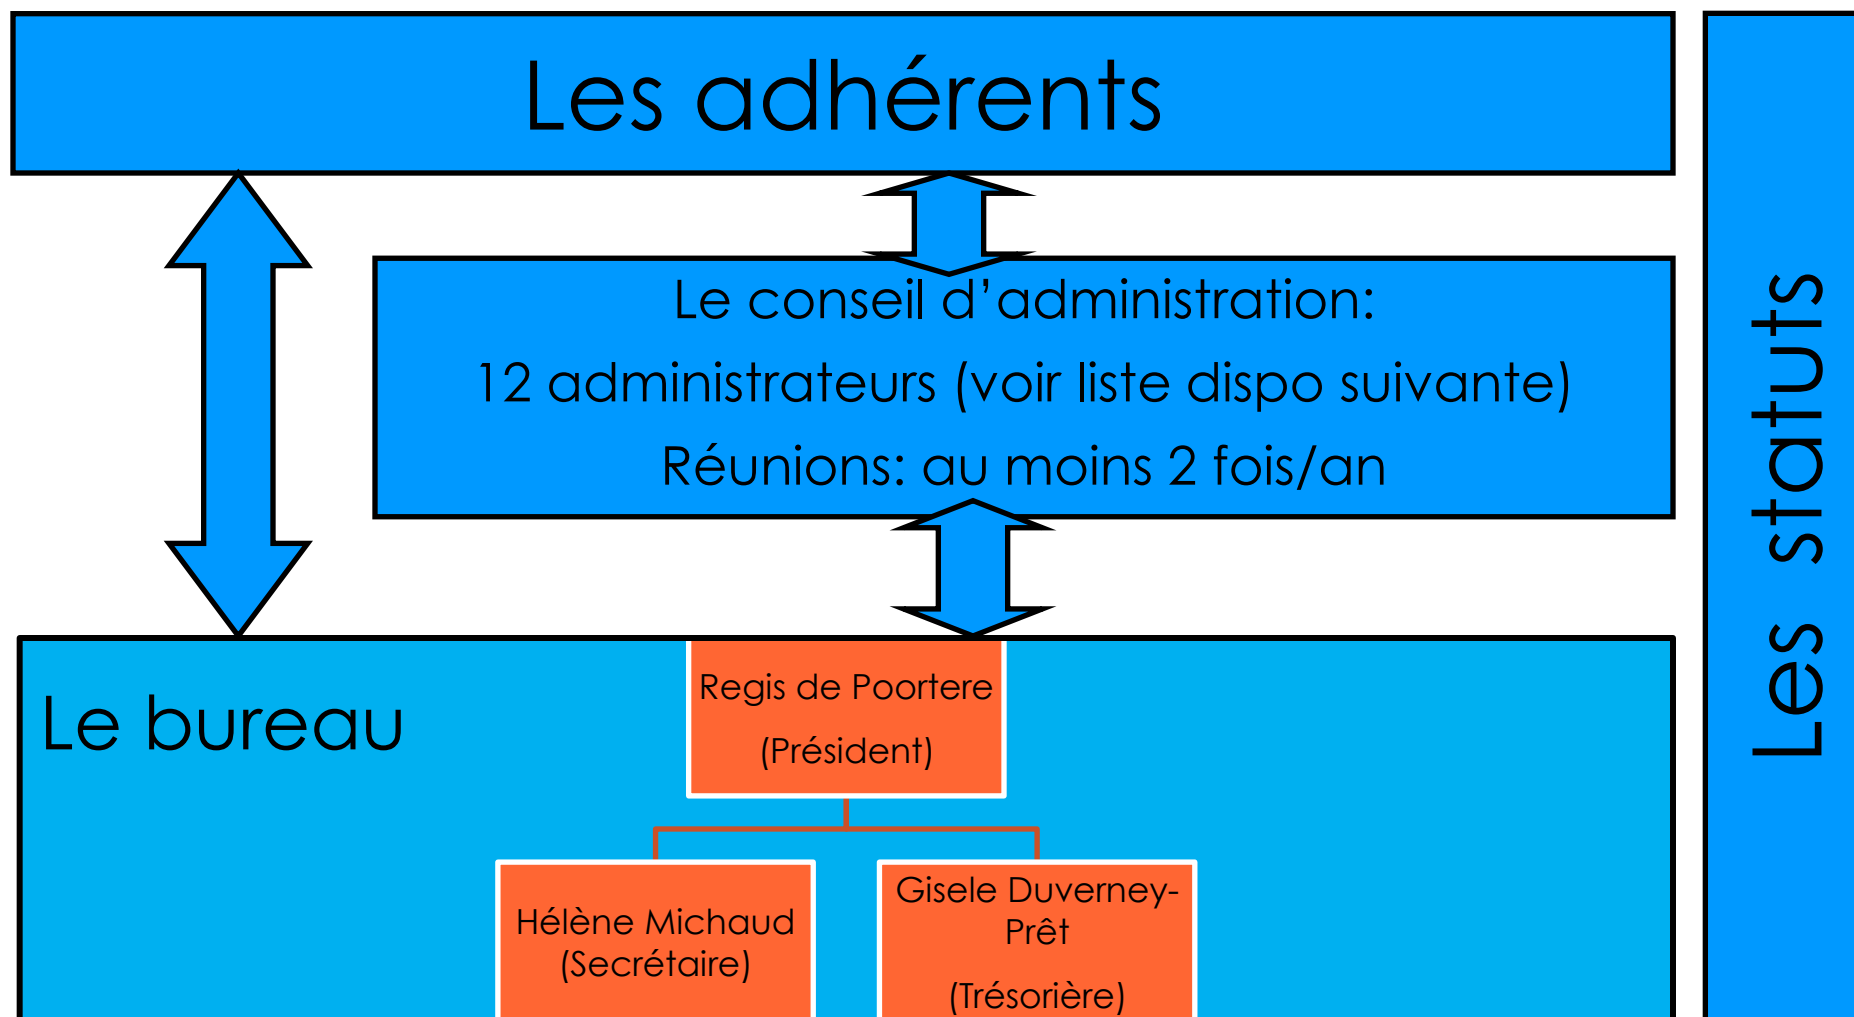 Les adhérents
Le conseil d’administration:
12 administrateurs (voir liste dispo suivante)
Réunions: au moins 2 fois/an
Le bureau
Regis de Poortere
(Président)
Hélène Michaud
(Secrétaire)
Gisele Duverney-
Prêt
(Trésorière)
Les statuts